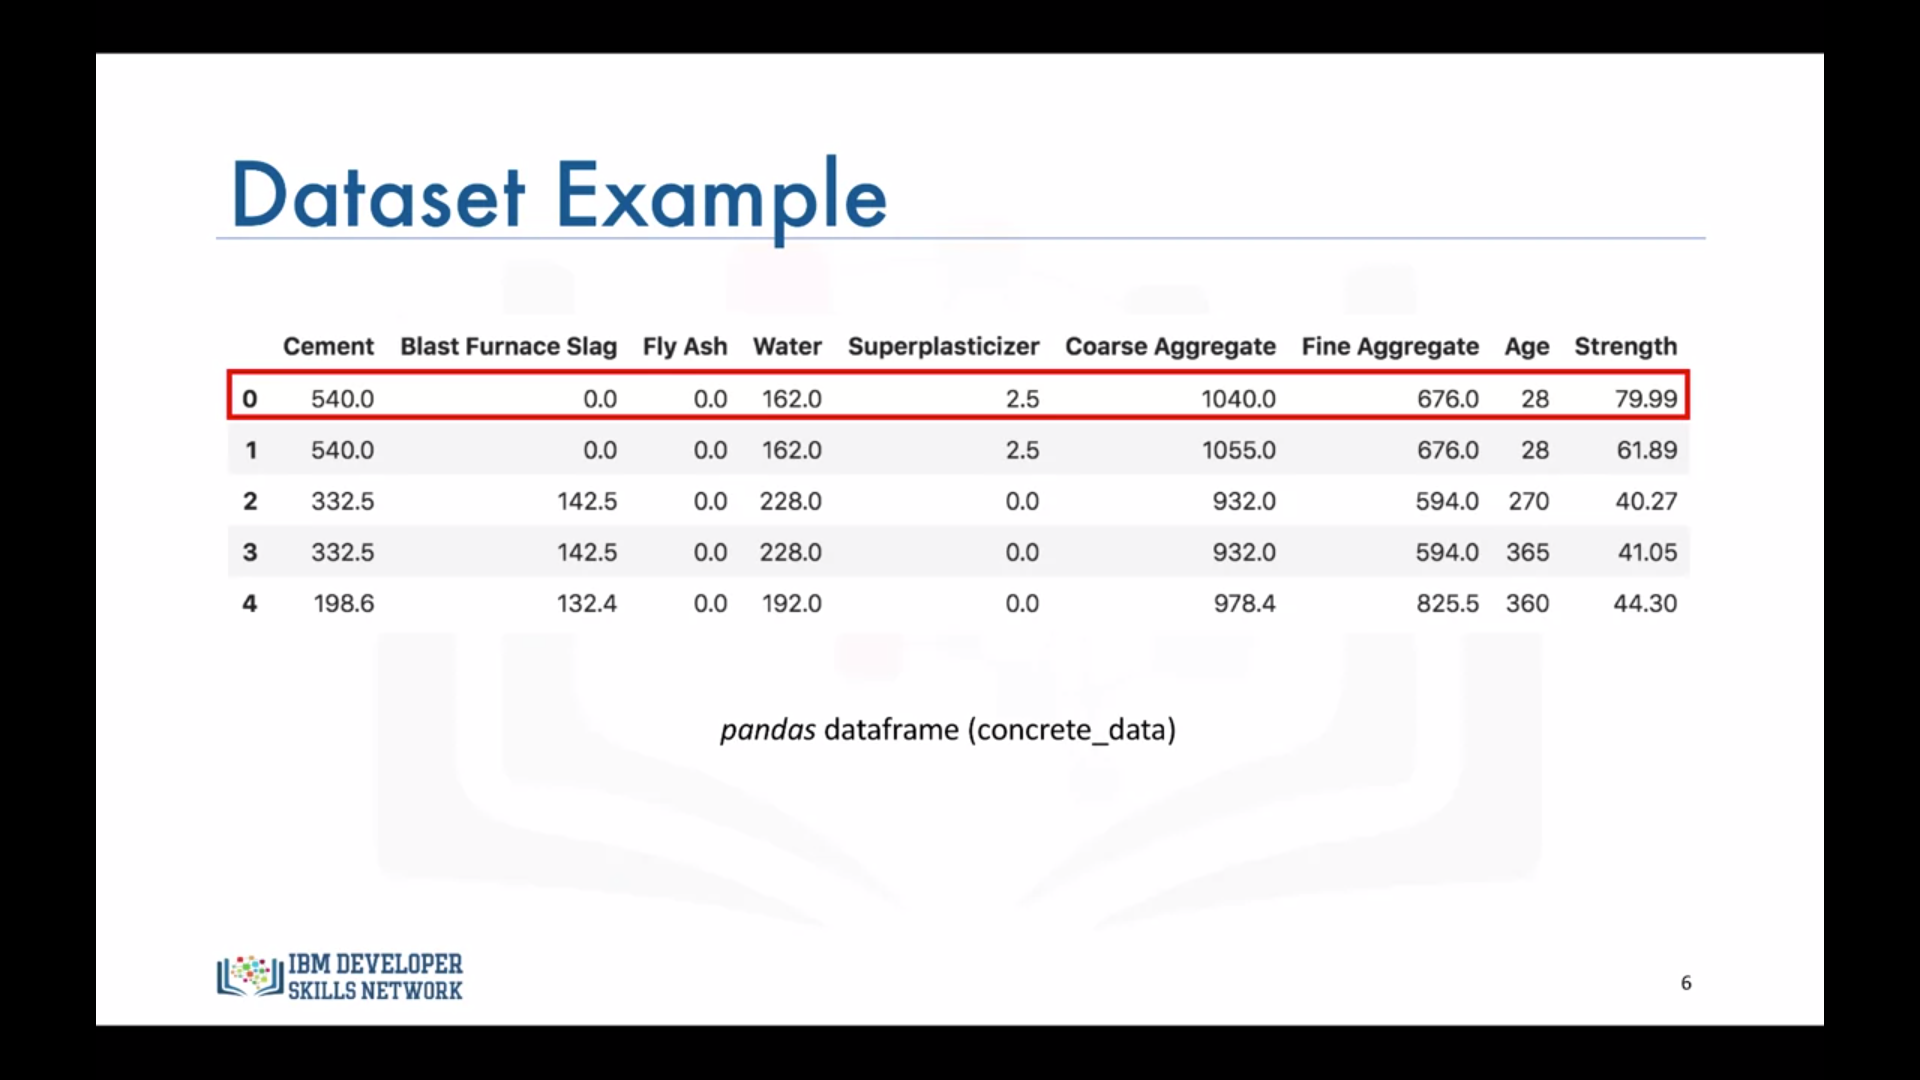 Dataset Example
Cement Blast Furnace Slag Fly Ash Water Superplasticizer Coarse Aggregate Fine Aggregate Age Strength
0 540.0 0.0 0.0 162.0 2.5 1040.0 676.0 28 79.99
1 540.0 0.0 0.0 162.0 2.5 1055.0 676.0 28 61.89
2 332.5 142.5 0.0 228.0 0.0 932.0 594.0 270 40.27
3 332.5 142.5 0.0 228.0 0.0 932.0 594.0 365 41.05
4 198.6 132.4 0.0 192.0 0.0 978.4 825.5 360 44.30
pandas dataframe (concrete_data)
IBM DEVELOPER
SKILLS NETWORK
6